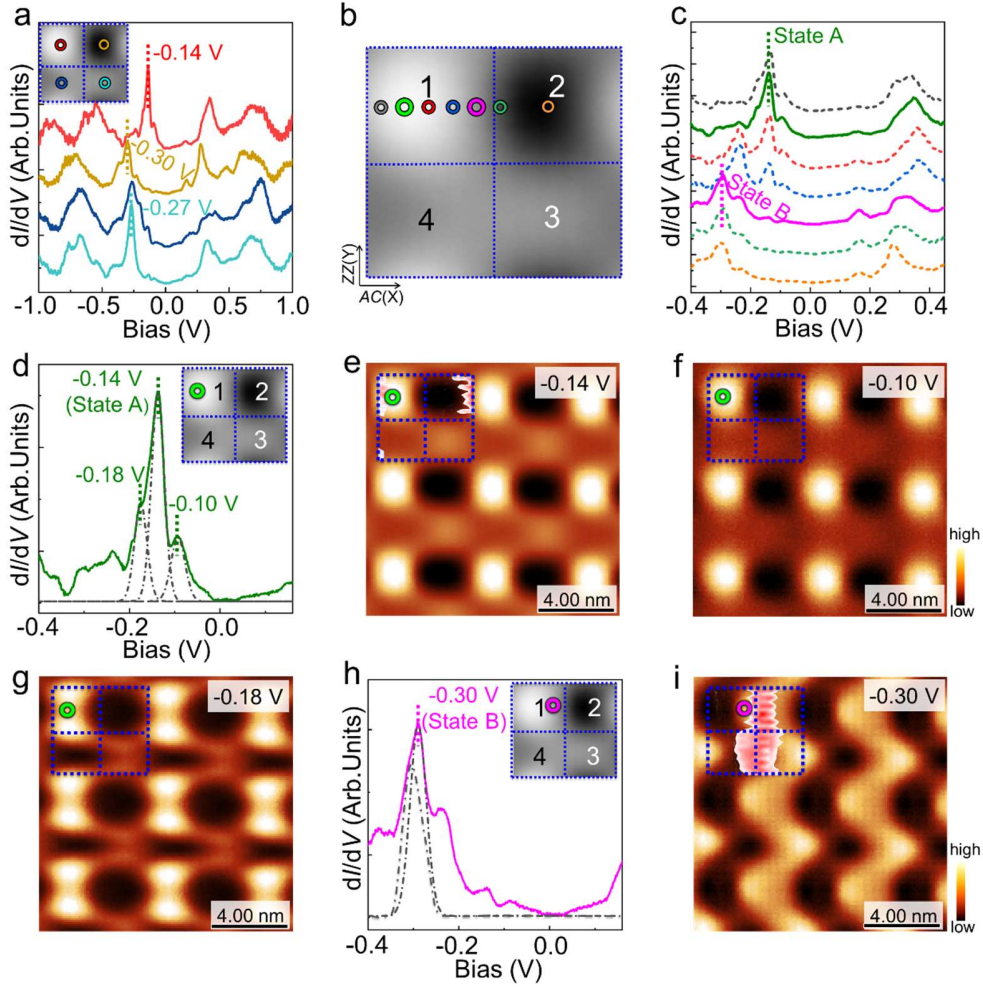 a
-0.14 V
-0.30 V
-0.27 V
dI/dV (Arb.Units)
-1.0 -0.5 0.0 0.5 1.0
Bias (V)
b
1 2
4 3
ZZ(Y)
AC(X)
c
State A
State B
dI/dV (Arb.Units)
-0.4 -0.2 0.0 0.2 0.4
Bias (V)
d
-0.14 V
(State A)
-0.18 V
-0.10 V
1 2
4 3
dI/dV (Arb.Units)
-0.4 -0.2 0.0
Bias (V)
e
-0.14 V
4.00 nm
f
-0.10 V
4.00 nm
high
low
g
-0.18 V
4.00 nm
h
-0.30 V
(State B)
1 2
4 3
dI/dV (Arb.Units)
-0.4 -0.2 0.0
Bias (V)
i
-0.30 V
4.00 nm
high
low